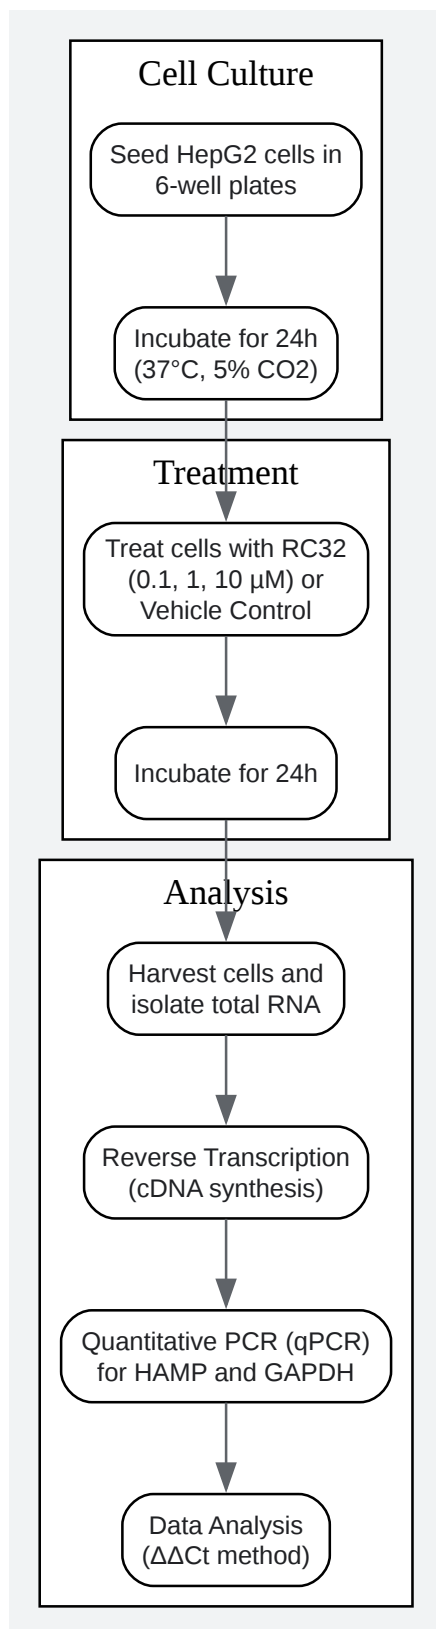 Cell Culture
Seed HepG2 cells in
6-well plates
Incubate for 24h
(37°C, 5% CO2)
Treatment
Treat cells with RC32
(0.1, 1, 10 µM) or
Vehicle Control
Incubate for 24h
Analysis
Harvest cells and
isolate total RNA
Reverse Transcription
(cDNA synthesis)
Quantitative PCR (qPCR)
for HAMP and GAPDH
Data Analysis
(ΔΔCt method)